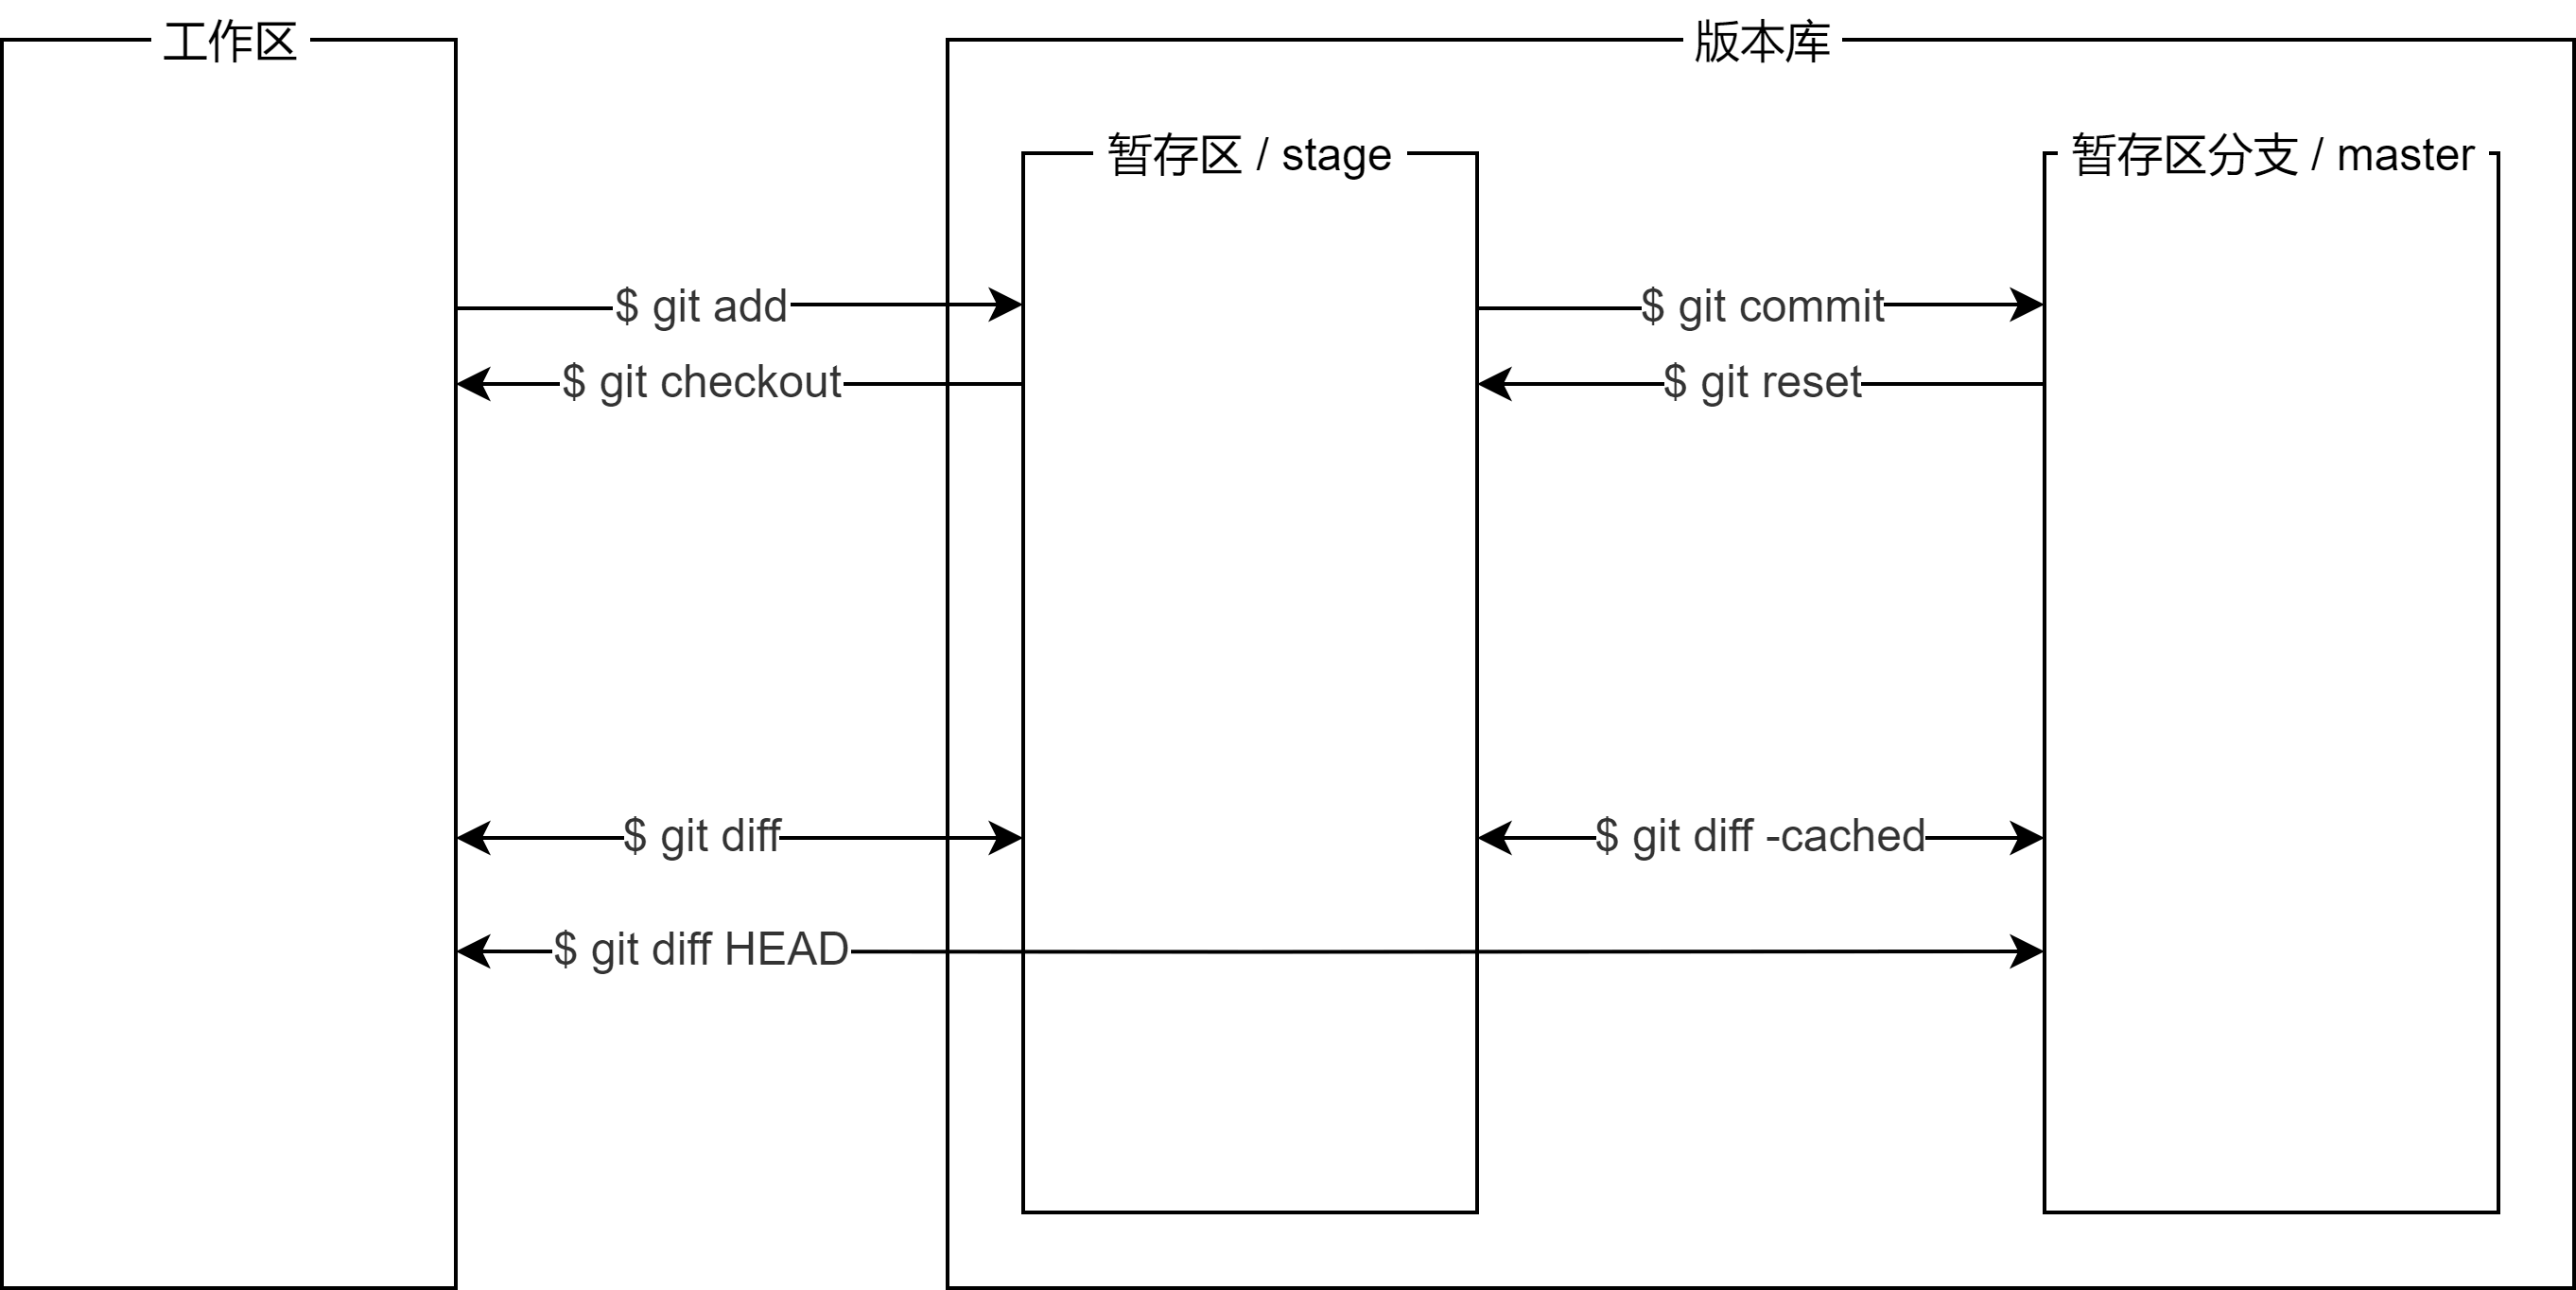 工作区
版本库
暂存区 / stage
暂存区分支 / master
$ git add
$ git commit
$ git checkout
$ git reset
$ git diff
$ git diff -cached
$ git diff HEAD